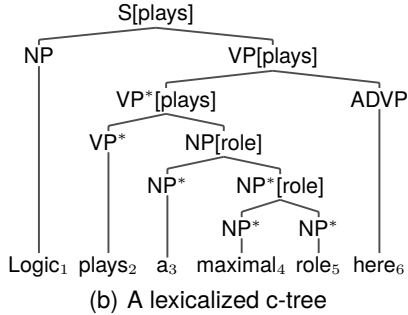 S[plays]
NP VP[plays]
VP*[plays] ADVP
VP* NP[role]
NP* NP*[role]
NP* NP*
Logic₁ plays₂ a₃ maximal₄ role₅ here₆
(b) A lexicalized c-tree